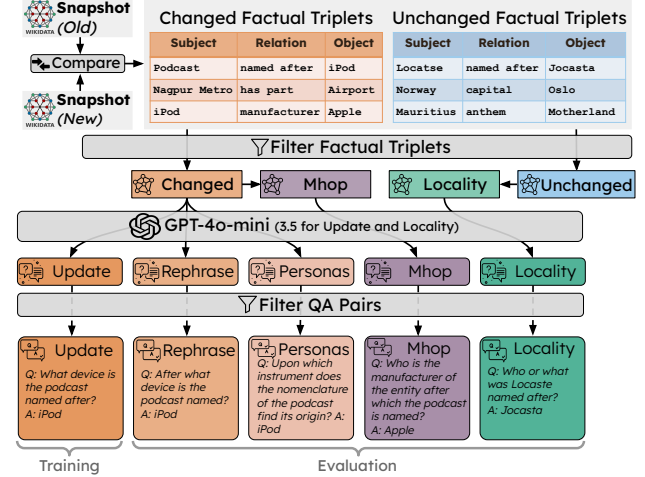 Snapshot
(Old)
WIKIDATA
Compare
Snapshot
(New)
WIKIDATA
Changed Factual Triplets
Subject Relation Object
Podcast named after iPod
Nagpur Metro has part Airport
iPod manufacturer Apple
Unchanged Factual Triplets
Subject Relation Object
Locatse named after Jocasta
Norway capital Oslo
Mauritius anthem Motherland
Filter Factual Triplets
Changed Mhop Locality Unchanged
GPT-4o-mini (3.5 for Update and Locality)
Update Rephrase Personas Mhop Locality
Filter QA Pairs
Update
Q: What device is
the podcast
named after?
A: iPod
Rephrase
Q: After what
device is the
podcast named?
A: iPod
Personas
Q: Upon which
instrument does
the nomenclature
of the podcast
find its origin? A:
iPod
Mhop
Q: Who is the
manufacturer of
the entity after
which the podcast
is named?
A: Apple
Locality
Q: Who or what
was Locaste
named after?
A: Jocasta
Training
Evaluation